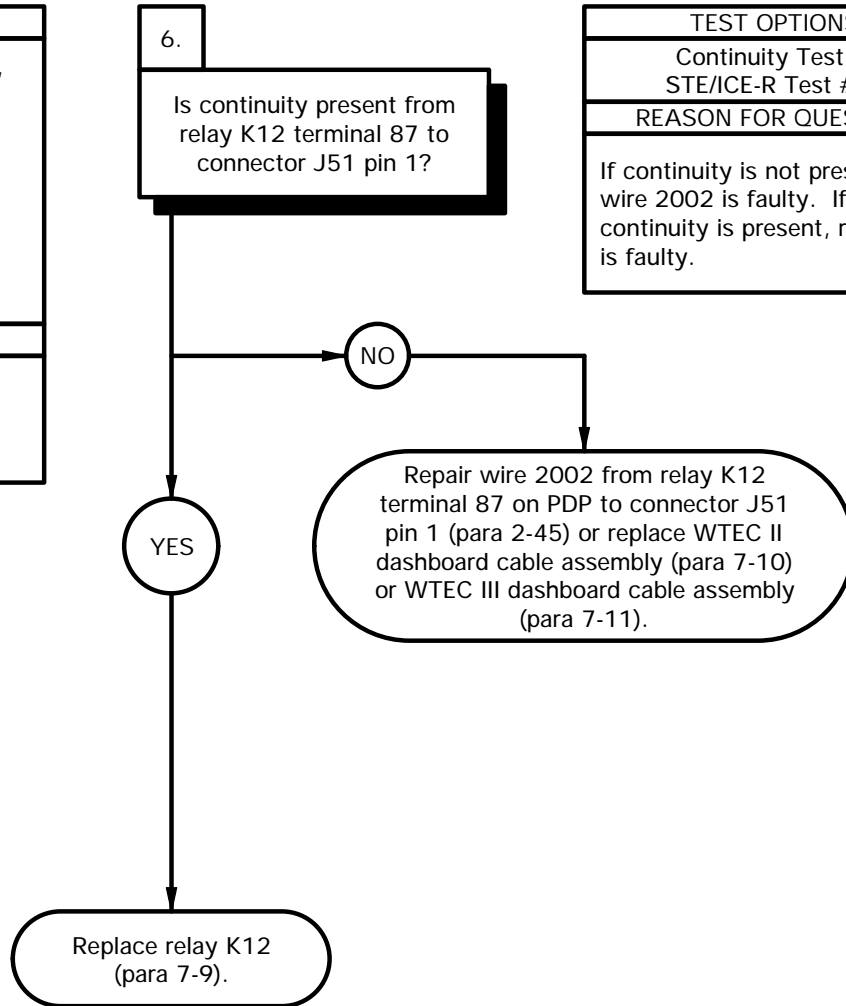 6.
Is continuity present from
relay K12 terminal 87 to
connector J51 pin 1?
TEST OPTIONS
Continuity Test
STE/ICE-R Test
REASON FOR
If continuity is not
wire 2002 is faulty. If
continuity is present,
is faulty.
NO
YES
Repair wire 2002 from relay K12
terminal 87 on PDP to connector J51
pin 1 (para 2-45) or replace WTEC II
dashboard cable assembly (para 7-10)
or WTEC III dashboard cable assembly
(para 7-11).
Replace relay K12
(para 7-9).